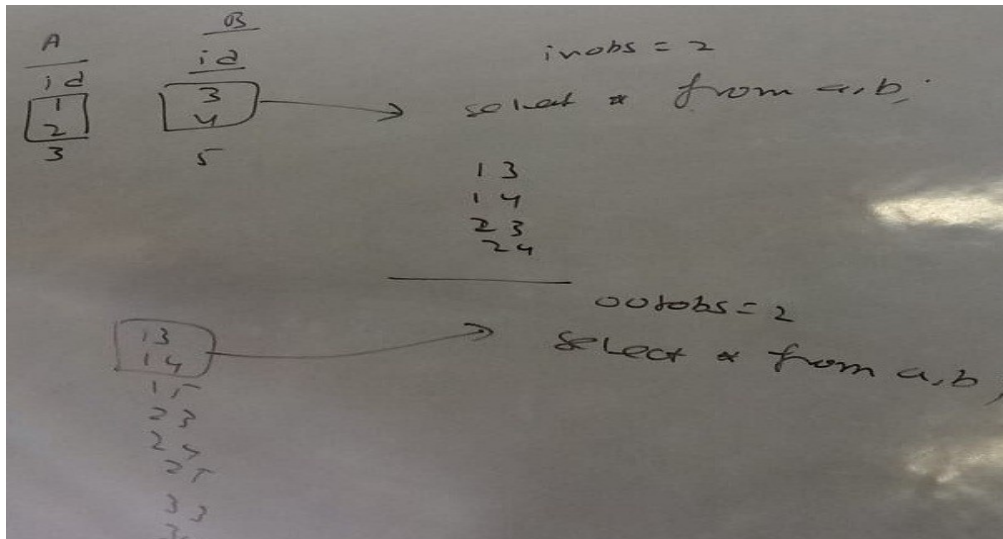 A
id
1
2
3
B
id
3
4
5
inobs = 2
select * from a,b;
1 3
1 4
2 3
2 4
outobs = 2
select * from a,b,
1 3
1 4
1 5
2 3
2 4
2 5
3 3
3